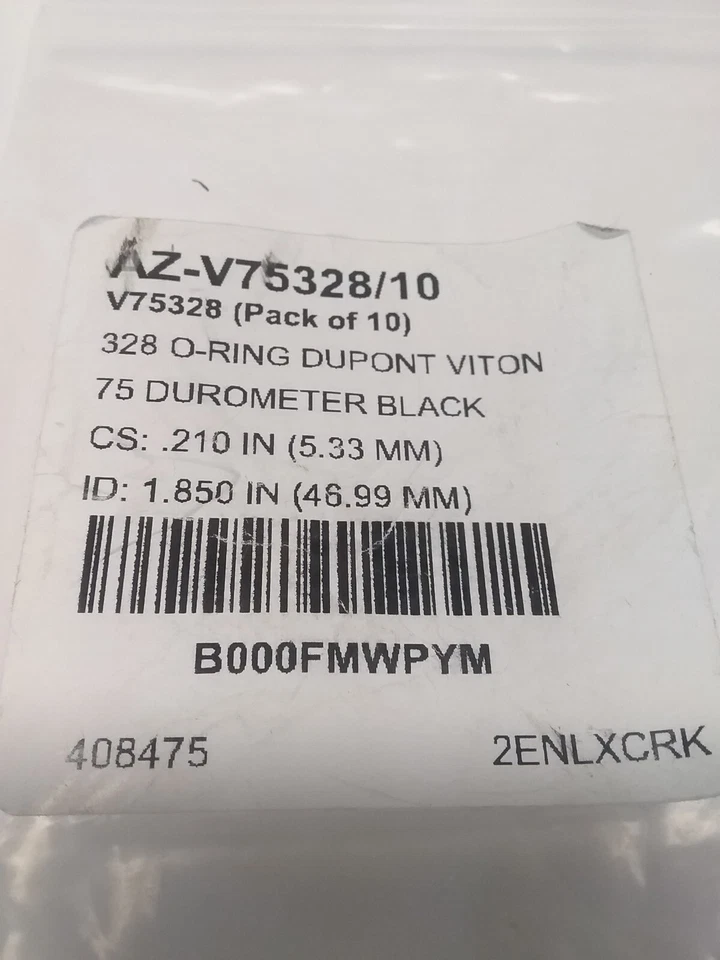 AZ-V75328/10
V75328 (Pack of 10)
328 O-RING DUPONT VITON
75 DUROMETER BLACK
CS: .210 IN (5.33 MM)
ID: 1.850 IN (46.99 MM)
B000FMWPYM
408475 2ENLXCRK